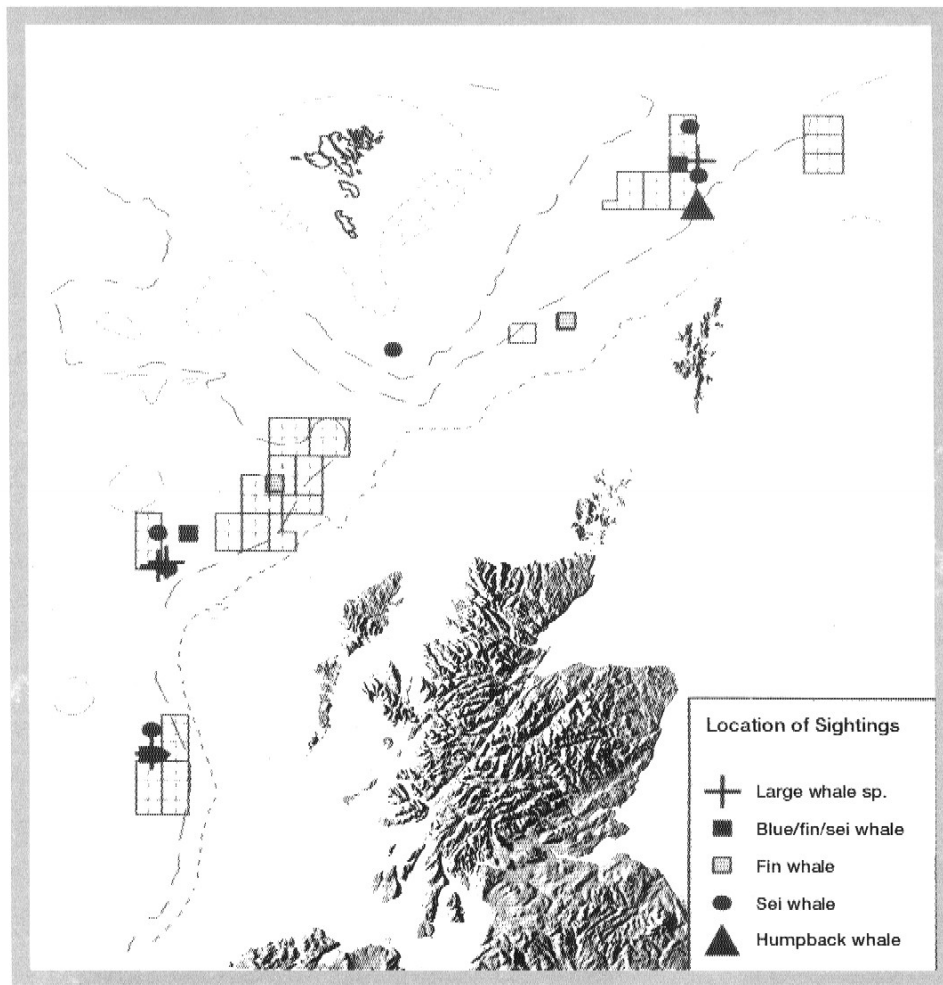 Location of Sightings
Large whale sp.
Blue/fin/sei whale
Fin whale
Sei whale
Humpback whale